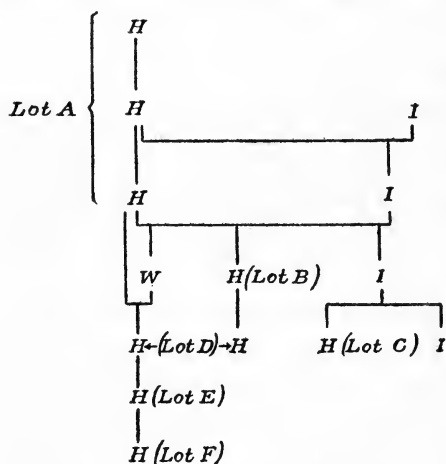 H
Lot A H I
H I
W H (Lot B) I
H←(Lot D)→H H (Lot C) I
H (Lot E)
H (Lot F)